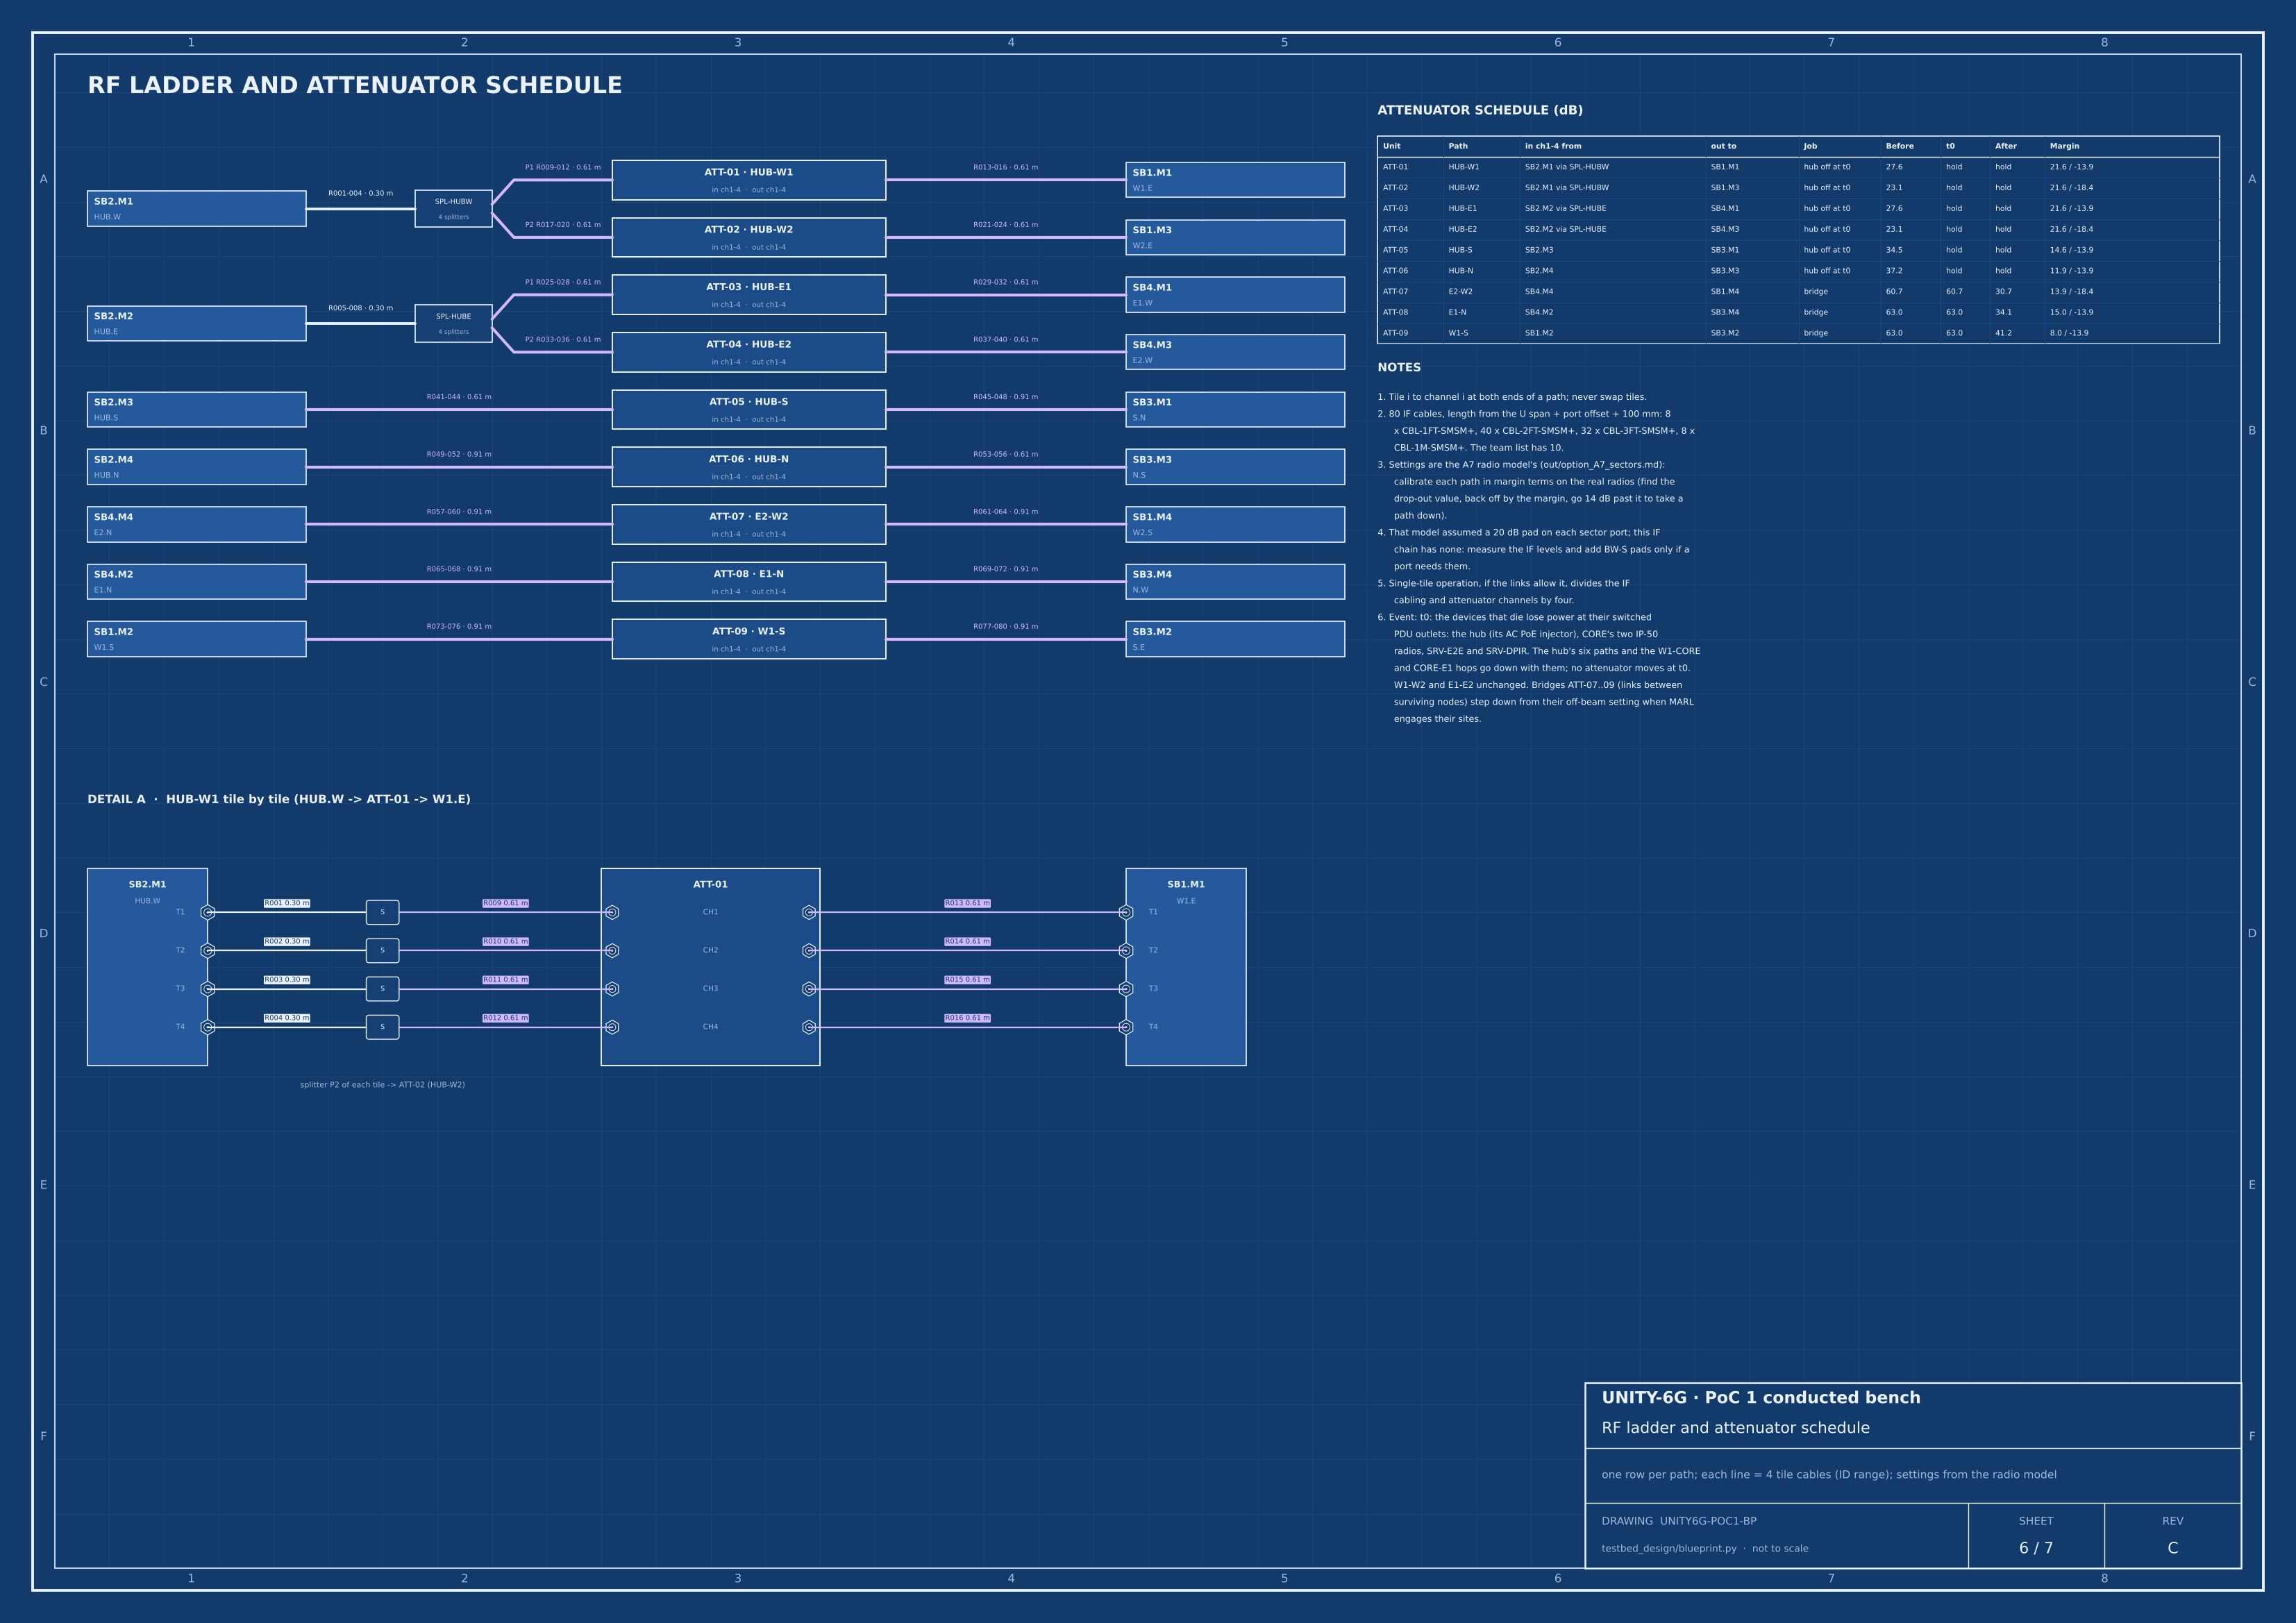 1 2 3 4 5 6 7 8
RF LADDER AND ATTENUATOR SCHEDULE
A
B
C
D
E
F
SB2.M1
HUB.W
R001-004 · 0.30 m
SPL-HUBW
4 splitters
P1 R009-012 · 0.61 m
ATT-01 · HUB-W1
in ch1-4 · out ch1-4
R013-016 · 0.61 m
SB1.M1
W1.E
P2 R017-020 · 0.61 m
ATT-02 · HUB-W2
in ch1-4 · out ch1-4
R021-024 · 0.61 m
SB1.M3
W2.E
SB2.M2
HUB.E
R005-008 · 0.30 m
SPL-HUBE
4 splitters
P1 R025-028 · 0.61 m
ATT-03 · HUB-E1
in ch1-4 · out ch1-4
R029-032 · 0.61 m
SB4.M1
E1.W
P2 R033-036 · 0.61 m
ATT-04 · HUB-E2
in ch1-4 · out ch1-4
R037-040 · 0.61 m
SB4.M3
E2.W
SB2.M3
HUB.S
R041-044 · 0.61 m
ATT-05 · HUB-S
in ch1-4 · out ch1-4
R045-048 · 0.91 m
SB3.M1
S.N
SB2.M4
HUB.N
R049-052 · 0.91 m
ATT-06 · HUB-N
in ch1-4 · out ch1-4
R053-056 · 0.61 m
SB3.M3
N.S
SB4.M4
E2.N
R057-060 · 0.91 m
ATT-07 · E2-W2
in ch1-4 · out ch1-4
R061-064 · 0.91 m
SB1.M4
W2.S
SB4.M2
E1.N
R065-068 · 0.91 m
ATT-08 · E1-N
in ch1-4 · out ch1-4
R069-072 · 0.91 m
SB3.M4
N.W
SB1.M2
W1.S
R073-076 · 0.91 m
ATT-09 · W1-S
in ch1-4 · out ch1-4
R077-080 · 0.91 m
SB3.M2
S.E
ATTENUATOR SCHEDULE (dB)
Unit Path in ch1-4 from out to Job Before t0 After Margin
ATT-01 HUB-W1 SB2.M1 via SPL-HUBW SB1.M1 hub off at t0 27.6 hold hold 21.6 / -13.9
ATT-02 HUB-W2 SB2.M1 via SPL-HUBW SB1.M3 hub off at t0 23.1 hold hold 21.6 / -18.4
ATT-03 HUB-E1 SB2.M2 via SPL-HUBE SB4.M1 hub off at t0 27.6 hold hold 21.6 / -13.9
ATT-04 HUB-E2 SB2.M2 via SPL-HUBE SB4.M3 hub off at t0 23.1 hold hold 21.6 / -18.4
ATT-05 HUB-S SB2.M3 SB3.M1 hub off at t0 34.5 hold hold 14.6 / -13.9
ATT-06 HUB-N SB2.M4 SB3.M3 hub off at t0 37.2 hold hold 11.9 / -13.9
ATT-07 E2-W2 SB4.M4 SB1.M4 bridge 60.7 60.7 30.7 13.9 / -18.4
ATT-08 E1-N SB4.M2 SB3.M4 bridge 63.0 63.0 34.1 15.0 / -13.9
ATT-09 W1-S SB1.M2 SB3.M2 bridge 63.0 63.0 41.2 8.0 / -13.9
NOTES
1. Tile i to channel i at both ends of a path; never swap tiles.
2. 80 IF cables, length from the U span + port offset + 100 mm: 8
x CBL-1FT-SMSM+, 40 x CBL-2FT-SMSM+, 32 x CBL-3FT-SMSM+, 8 x
CBL-1M-SMSM+. The team list has 10.
3. Settings are the A7 radio model's (out/option_A7_sectors.md):
calibrate each path in margin terms on the real radios (find the
drop-out value, back off by the margin, go 14 dB past it to take a
path down).
4. That model assumed a 20 dB pad on each sector port; this IF
chain has none: measure the IF levels and add BW-S pads only if a
port needs them.
5. Single-tile operation, if the links allow it, divides the IF
cabling and attenuator channels by four.
6. Event: t0: the devices that die lose power at their switched
PDU outlets: the hub (its AC PoE injector), CORE's two IP-50
radios, SRV-E2E and SRV-DPIR. The hub's six paths and the W1-CORE
and CORE-E1 hops go down with them; no attenuator moves at t0.
W1-W2 and E1-E2 unchanged. Bridges ATT-07..09 (links between
surviving nodes) step down from their off-beam setting when MARL
engages their sites.
DETAIL A · HUB-W1 tile by tile (HUB.W -> ATT-01 -> W1.E)
SB2.M1
HUB.W
ATT-01
SB1.M1
W1.E
T1 R001 0.30 m S R009 0.61 m CH1 R013 0.61 m T1
T2 R002 0.30 m S R010 0.61 m CH2 R014 0.61 m T2
T3 R003 0.30 m S R011 0.61 m CH3 R015 0.61 m T3
T4 R004 0.30 m S R012 0.61 m CH4 R016 0.61 m T4
splitter P2 of each tile -> ATT-02 (HUB-W2)
A
B
C
D
E
F
UNITY-6G · PoC 1 conducted bench
RF ladder and attenuator schedule
one row per path; each line = 4 tile cables (ID range); settings from the radio model
DRAWING UNITY6G-POC1-BP
testbed_design/blueprint.py · not to scale
SHEET
6 / 7
REV
C
1 2 3 4 5 6 7 8